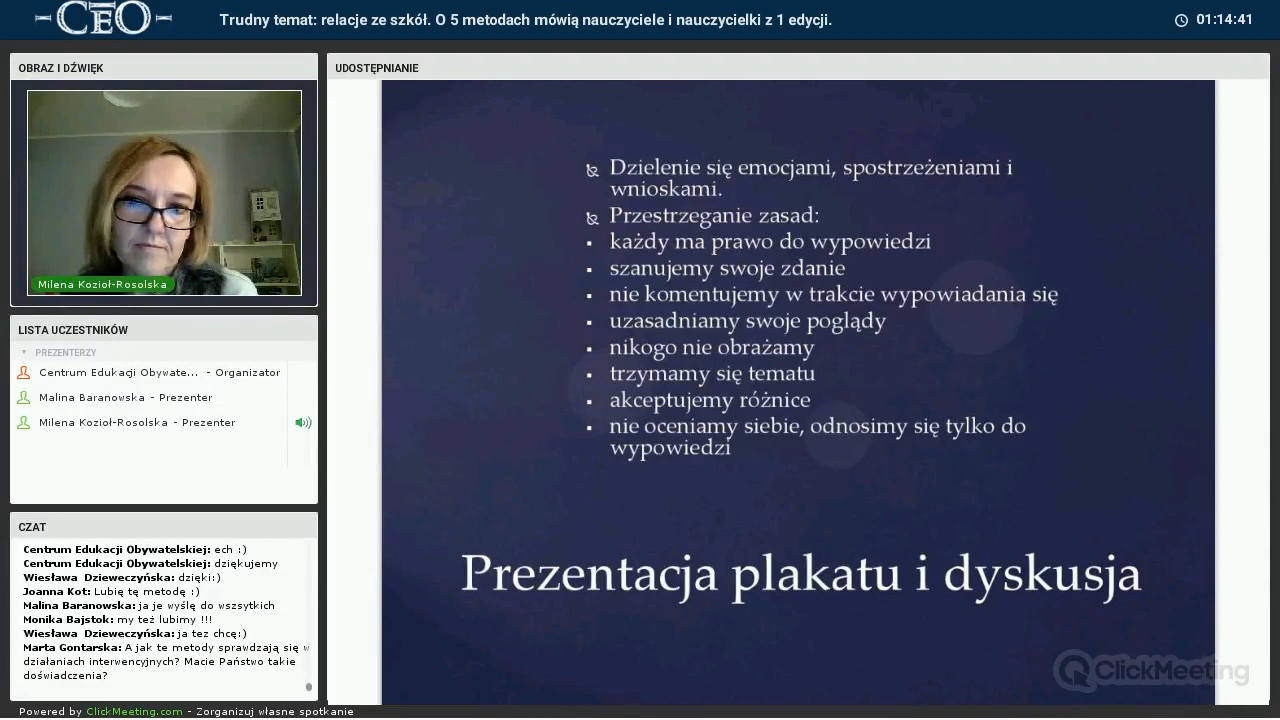 CEO
Trudny temat: relacje ze szkół. O 5 metodach mówią nauczyciele i nauczycielki z 1 edycji.
01:14:41
OBRAZ I DŹWIĘK
Milena Kozioł-Rosolska
LISTA UCZESTNIKÓW
PREZENTERZY
Centrum Edukacji Obywate... - Organizator
Malina Baranowska - Prezenter
Milena Kozioł-Rosolska - Prezenter
CZAT
Centrum Edukacji Obywatelskiej: ech :)
Centrum Edukacji Obywatelskiej: dziękujemy
Wiesława Dzieweczyńska: dzięki:)
Joanna Kot: Lubię tę metodę :)
Malina Baranowska: ja je wyślę do wszsytkich
Monika Bajstok: my też lubimy !!!
Wiesława Dzieweczyńska: ja tez chcę:)
Marta Gontarska: A jak te metody sprawdzają się w
działaniach interwencyjnych? Macie Państwo takie
doświadczenia?
UDOSTĘPNIANIE
Dzielenie się emocjami, spostrzeżeniami i
wnioskami.
Przestrzeganie zasad:
▪ każdy ma prawo do wypowiedzi
▪ szanujemy swoje zdanie
▪ nie komentujemy w trakcie wypowiadania się
▪ uzasadniamy swoje poglądy
▪ nikogo nie obrażamy
▪ trzymamy się tematu
▪ akceptujemy różnice
▪ nie oceniamy siebie, odnosimy się tylko do
wypowiedzi
Prezentacja plakatu i dyskusja
ClickMeeting
Powered by ClickMeeting.com - Zorganizuj własne spotkanie